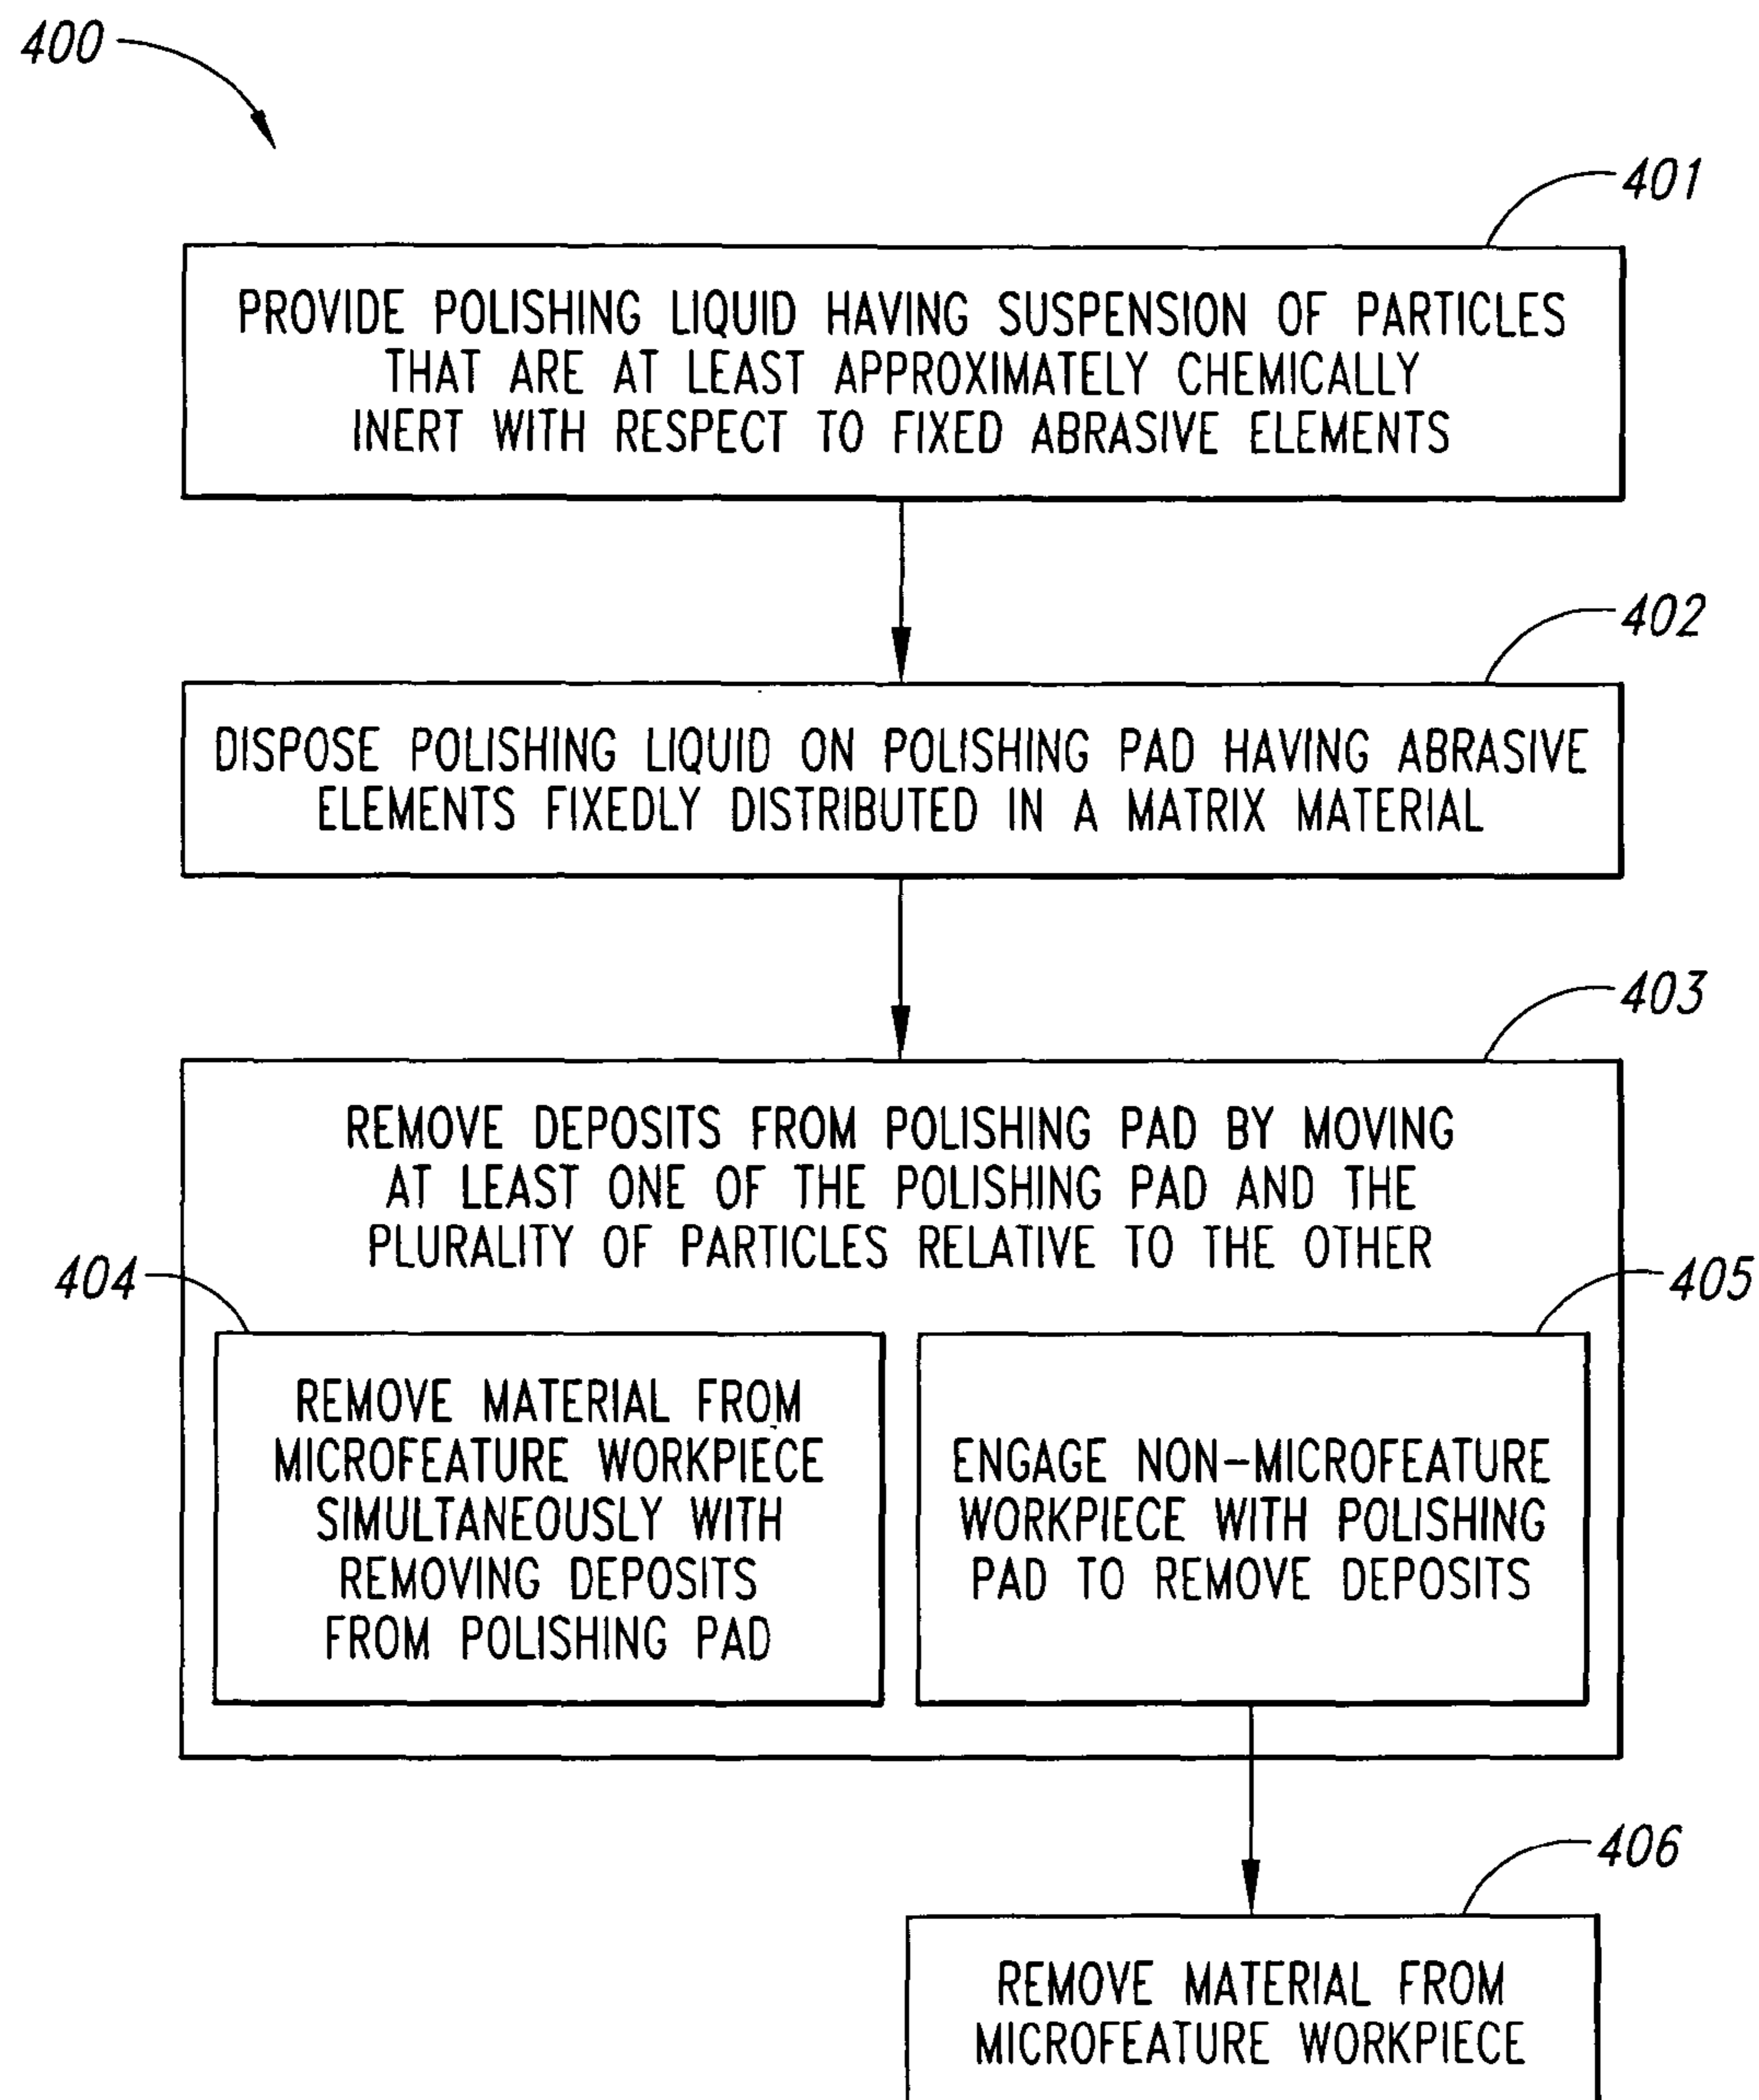 400
401
PROVIDE POLISHING LIQUID HAVING SUSPENSION OF PARTICLES
THAT ARE AT LEAST APPROXIMATELY CHEMICALLY
INERT WITH RESPECT TO FIXED ABRASIVE ELEMENTS
402
DISPOSE POLISHING LIQUID ON POLISHING PAD HAVING ABRASIVE
ELEMENTS FIXEDLY DISTRIBUTED IN A MATRIX MATERIAL
403
REMOVE DEPOSITS FROM POLISHING PAD BY MOVING
AT LEAST ONE OF THE POLISHING PAD AND THE
PLURALITY OF PARTICLES RELATIVE TO THE OTHER
404
REMOVE MATERIAL FROM
MICROFEATURE WORKPIECE
SIMULTANEOUSLY WITH
REMOVING DEPOSITS
FROM POLISHING PAD
405
ENGAGE NON-MICROFEATURE
WORKPIECE WITH POLISHING
PAD TO REMOVE DEPOSITS
406
REMOVE MATERIAL FROM
MICROFEATURE WORKPIECE